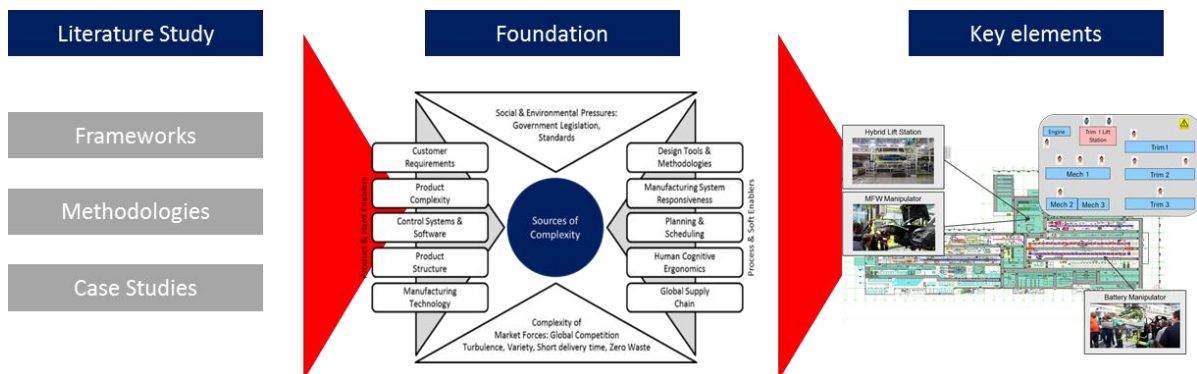 Literature Study
Frameworks
Methodologies
Case Studies
Foundation
Social & Environmental Pressures:
Government Legislation,
Standards
Product & Hard Enablers
Customer
Requirements
Product
Complexity
Control Systems &
Software
Product
Structure
Manufacturing
Technology
Sources of
Complexity
Design Tools &
Methodologies
Manufacturing System
Responsiveness
Planning &
Scheduling
Human Cognitive
Ergonomics
Global Supply
Chain
Process & Soft Enablers
Complexity of
Market Forces: Global Competition
Turbulence, Variety, Short delivery time, Zero Waste
Key elements
Hybrid Lift Station
MFW Manipulator
Engine
Trim 1 Lift
Station
Trim I
Mech 1
Trim 2
Mech 2
Mech 3
Trim 3
Battery Manipulator